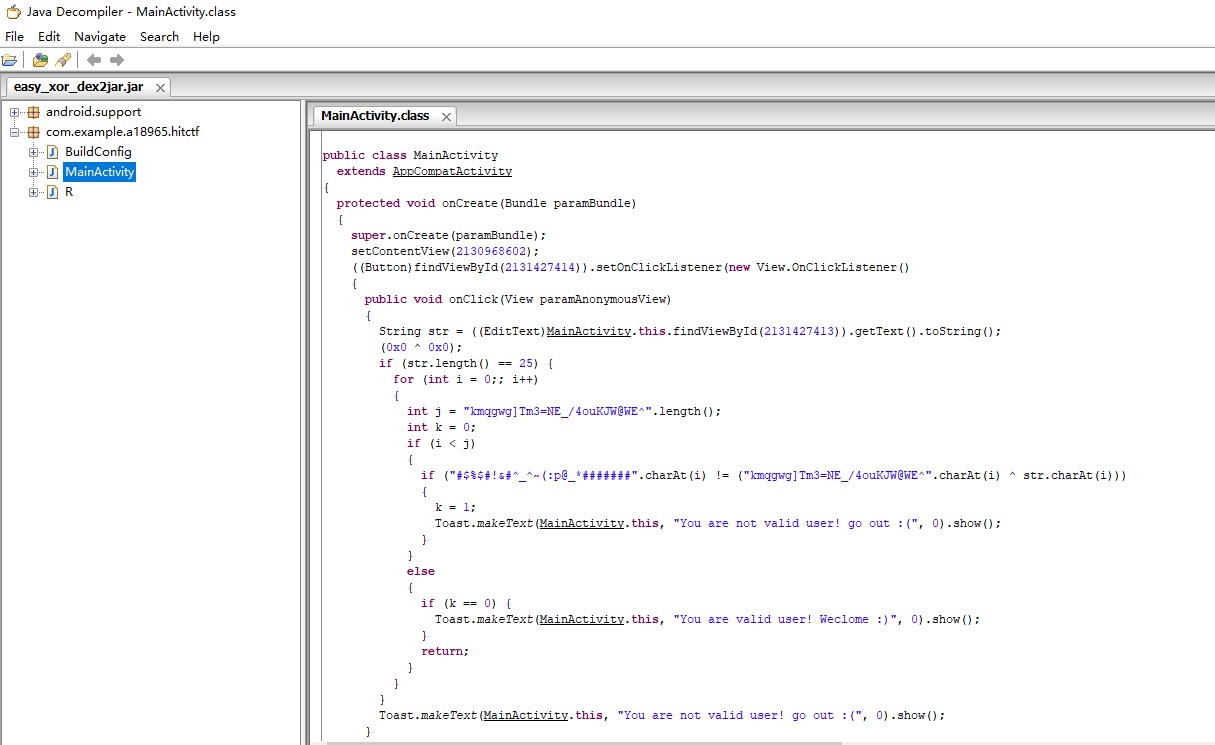 Java Decompiler - MainActivity.class
File Edit Navigate Search Help
easy_xor_dex2jar.jar
android.support
com.example.a18965.hitctf
BuildConfig
MainActivity
R
MainActivity.class
public class MainActivity
extends AppCompatActivity
{
protected void onCreate(Bundle paramBundle)
{
super.onCreate(paramBundle);
setContentView(2130968602);
((Button)findViewById(2131427414)).setOnClickListener(new View.OnClickListener()
{
public void onClick(View paramAnonymousView)
{
String str = ((EditText)MainActivity.this.findViewById(2131427413)).getText().toString();
(0x0 ^ 0x0);
if (str.length() == 25) {
for (int i = 0;; i++)
{
int j = "kmqgwg]Tm3=NE_/4ouKJW@WE^".length();
int k = 0;
if (i < j)
{
if ("#$%$#!&#^_^~(:p@_*#######".charAt(i) != ("kmqgwg]Tm3=NE_/4ouKJW@WE^".charAt(i) ^ str.charAt(i)))
{
k = 1;
Toast.makeText(MainActivity.this, "You are not valid user! go out :(", 0).show();
}
}
else
{
if (k == 0) {
Toast.makeText(MainActivity.this, "You are valid user! Weclome :)", 0).show();
}
return;
}
}
}
Toast.makeText(MainActivity.this, "You are not valid user! go out :(", 0).show();
}